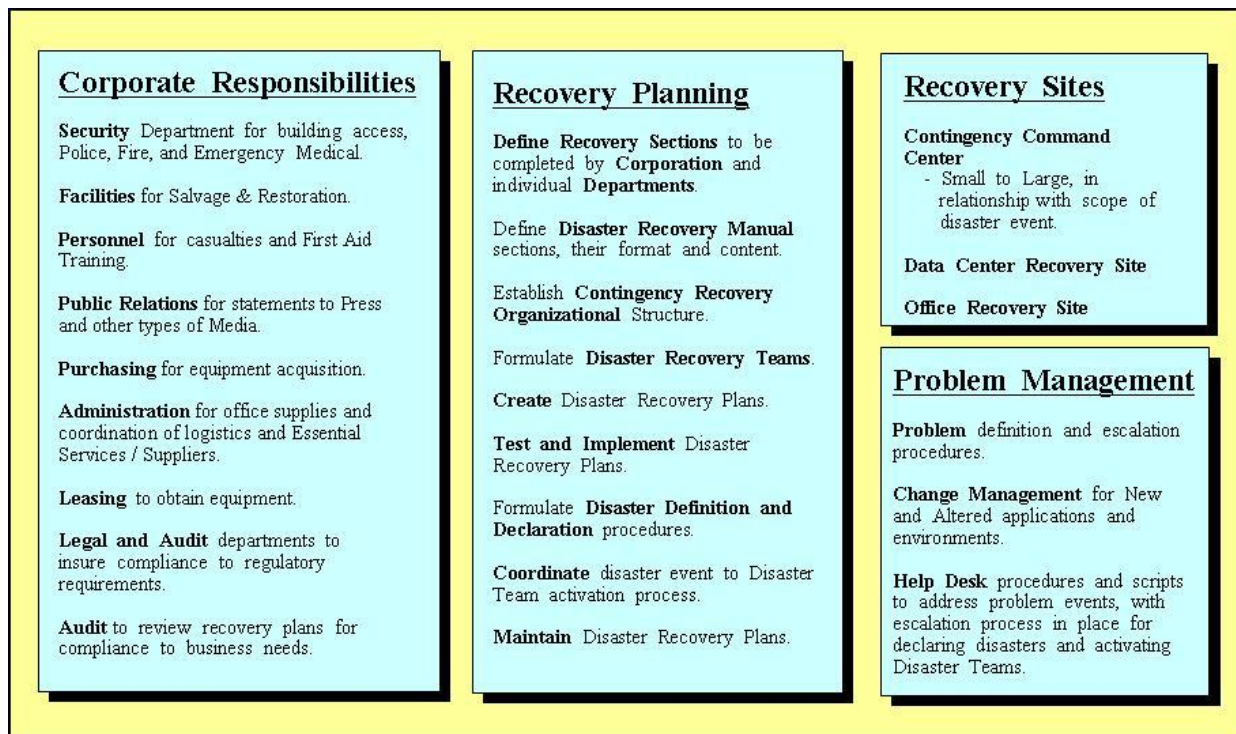 Corporate Responsibilities
Security Department for building access,
Police, Fire, and Emergency Medical.
Facilities for Salvage & Restoration.
Personnel for casualties and First Aid
Training.
Public Relations for statements to Press
and other types of Media.
Purchasing for equipment acquisition.
Administration for office supplies and
coordination of logistics and Essential
Services / Suppliers.
Leasing to obtain equipment.
Legal and Audit departments to
insure compliance to regulatory
requirements.
Audit to review recovery plans for
compliance to business needs.
Recovery Planning
Define Recovery Sections to be
completed by Corporation and
individual Departments.
Define Disaster Recovery Manual
sections, their format and content.
Establish Contingency Recovery
Organizational Structure.
Formulate Disaster Recovery Teams.
Create Disaster Recovery Plans.
Test and Implement Disaster
Recovery Plans.
Formulate Disaster Definition and
Declaration procedures.
Coordinate disaster event to Disaster
Team activation process.
Maintain Disaster Recovery Plans.
Recovery Sites
Contingency Command
Center
- Small to Large, in
relationship with scope of
disaster event.
Data Center Recovery Site
Office Recovery Site
Problem Management
Problem definition and escalation
procedures.
Change Management for New
and Altered applications and
environments.
Help Desk procedures and scripts
to address problem events, with
escalation process in place for
declaring disasters and activating
Disaster Teams.